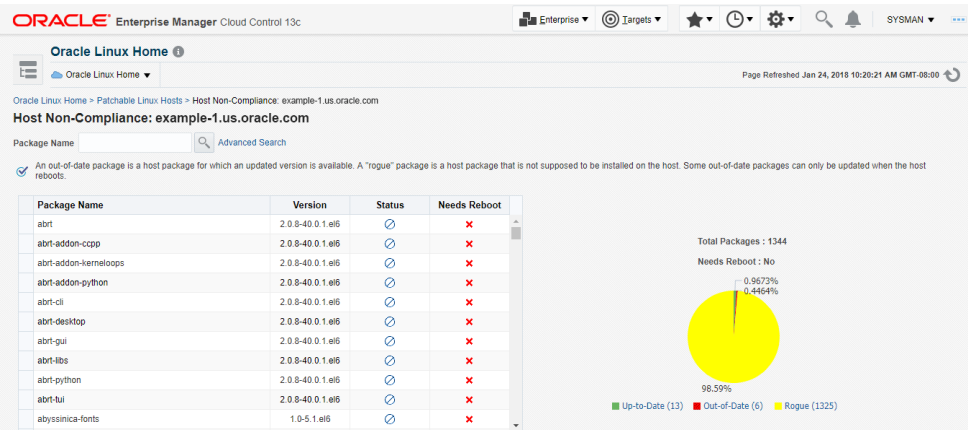 ORACLE® Enterprise Manager Cloud Control 13c
Enterprise ▼ Targets ▼ SYSMAN ▼
Oracle Linux Home
Oracle Linux Home ▼ Page Refreshed Jan 24, 2018 10:20:21 AM GMT-08:00
Oracle Linux Home > Patchable Linux Hosts > Host Non-Compliance: example-1.us.oracle.com
Host Non-Compliance: example-1.us.oracle.com
Package Name Advanced Search
An out-of-date package is a host package for which an updated version is available. A "rogue" package is a host package that is not supposed to be installed on the host. Some out-of-date packages can only be updated when the host
reboots.
Package Name Version Status Needs Reboot
abrt 2.0.8-40.0.1.el6
abrt-addon-ccpp 2.0.8-40.0.1.el6
abrt-addon-kerneloops 2.0.8-40.0.1.el6
abrt-addon-python 2.0.8-40.0.1.el6
abrt-cli 2.0.8-40.0.1.el6
abrt-desktop 2.0.8-40.0.1.el6
abrt-gui 2.0.8-40.0.1.el6
abrt-libs 2.0.8-40.0.1.el6
abrt-python 2.0.8-40.0.1.el6
abrt-tui 2.0.8-40.0.1.el6
abyssinica-fonts 1.0-5.1.el6
Total Packages : 1344
Needs Reboot : No
0.9673%
0.4464%
98.59%
Up-to-Date (13) Out-of-Date (6) Rogue (1325)